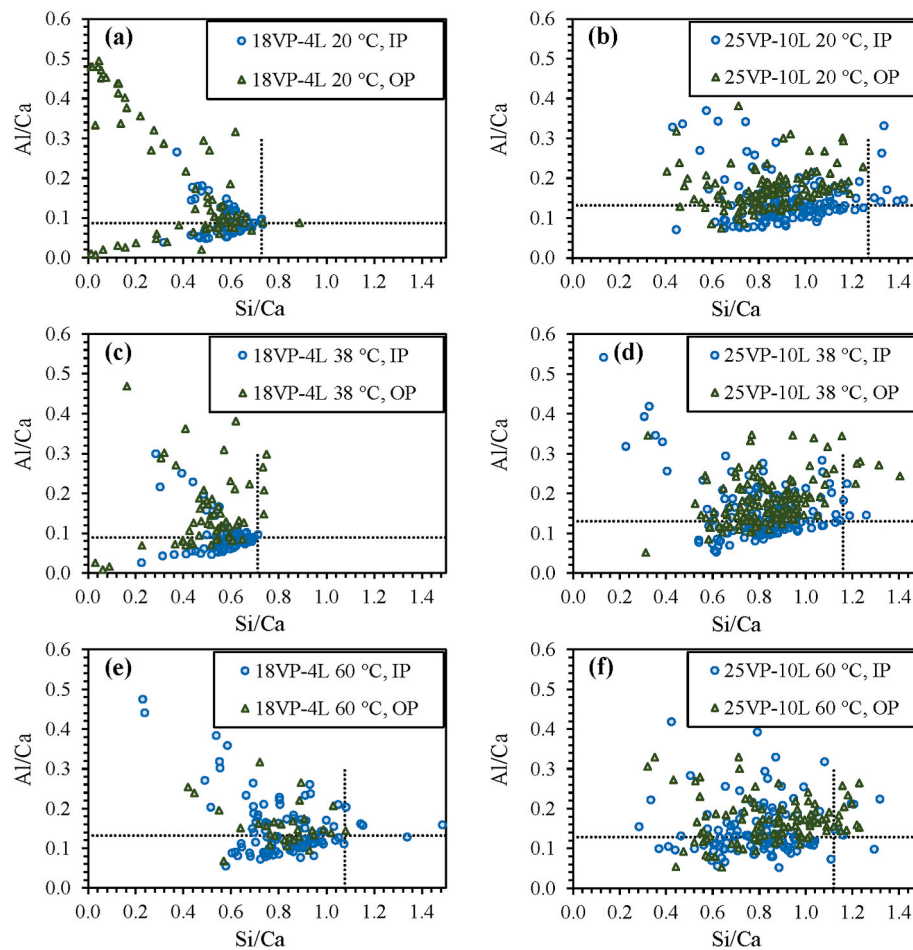 (a)
18VP-4L 20 °C, IP
18VP-4L 20 °C, OP
Al/Ca
0.6
0.5
0.4
0.3
0.2
0.1
0.0
0.0 0.2 0.4 0.6 0.8 1.0 1.2 1.4
Si/Ca
(b)
25VP-10L 20 °C, IP
25VP-10L 20 °C, OP
Al/Ca
0.6
0.5
0.4
0.3
0.2
0.1
0.0
0.0 0.2 0.4 0.6 0.8 1.0 1.2 1.4
Si/Ca
(c)
18VP-4L 38 °C, IP
18VP-4L 38 °C, OP
Al/Ca
0.6
0.5
0.4
0.3
0.2
0.1
0.0
0.0 0.2 0.4 0.6 0.8 1.0 1.2 1.4
Si/Ca
(d)
25VP-10L 38 °C, IP
25VP-10L 38 °C, OP
Al/Ca
0.6
0.5
0.4
0.3
0.2
0.1
0.0
0.0 0.2 0.4 0.6 0.8 1.0 1.2 1.4
Si/Ca
(e)
18VP-4L 60 °C, IP
18VP-4L 60 °C, OP
Al/Ca
0.6
0.5
0.4
0.3
0.2
0.1
0.0
0.0 0.2 0.4 0.6 0.8 1.0 1.2 1.4
Si/Ca
(f)
25VP-10L 60 °C, IP
25VP-10L 60 °C, OP
Al/Ca
0.6
0.5
0.4
0.3
0.2
0.1
0.0
0.0 0.2 0.4 0.6 0.8 1.0 1.2 1.4
Si/Ca